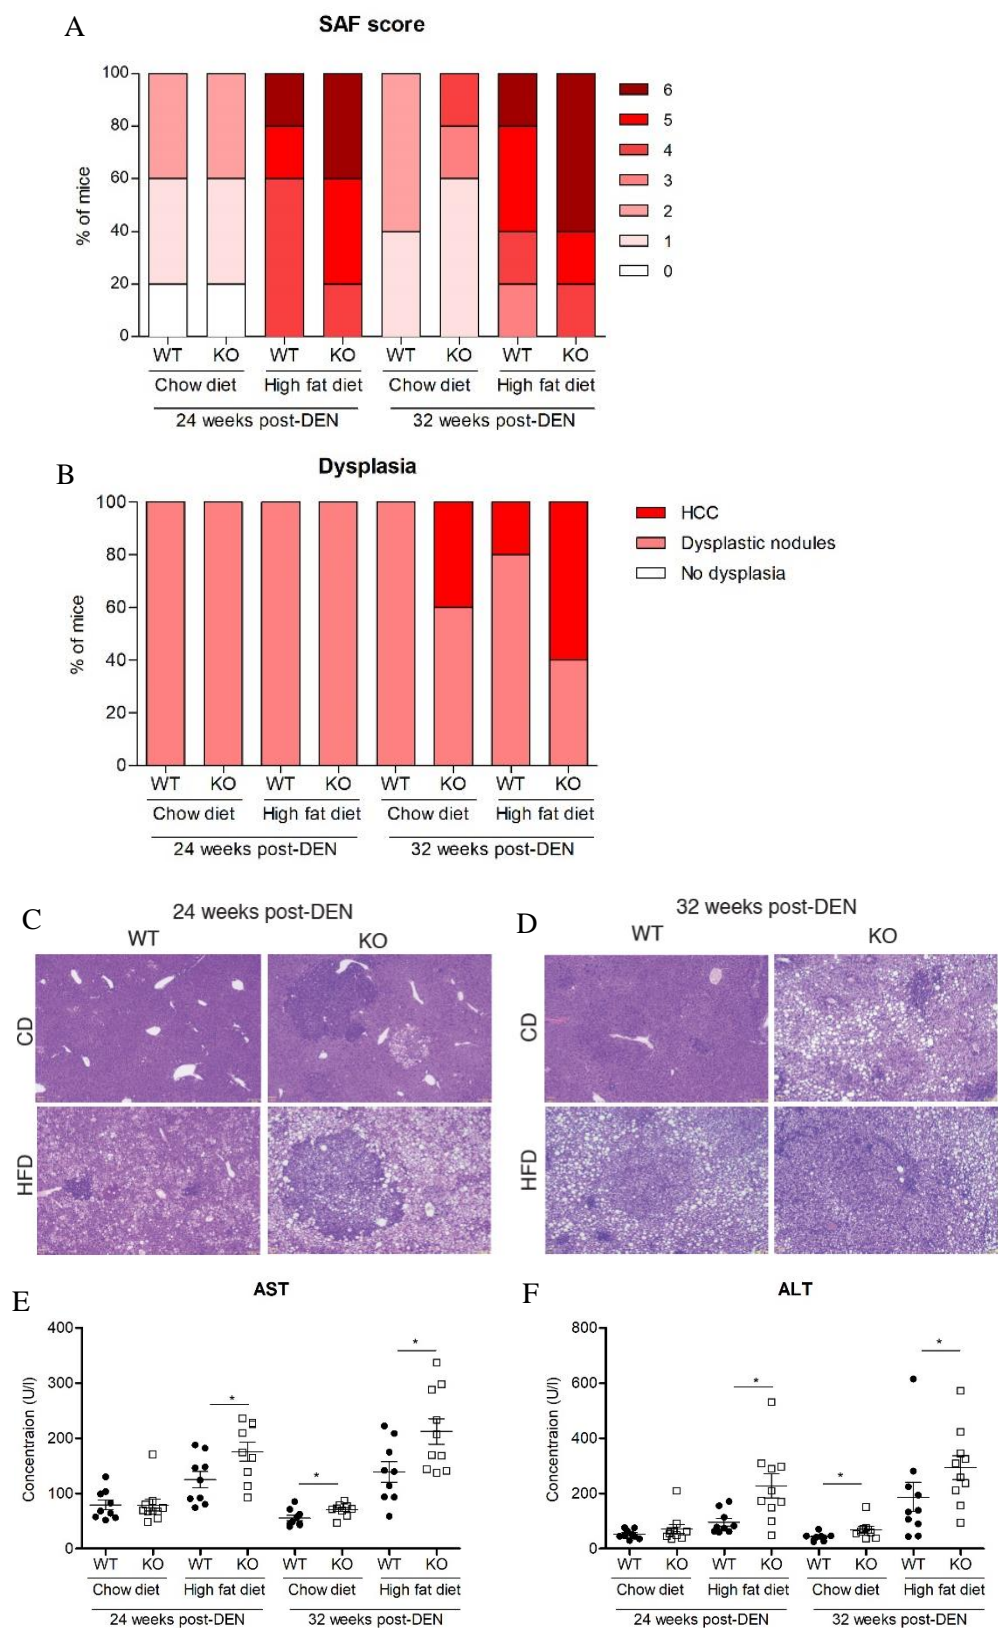 A
SAF score
100
80
60
40
20
0
% of mice
6
5
4
3
2
1
0
WT KO WT KO WT KO WT KO
Chow diet High fat diet Chow diet High fat diet
24 weeks post-DEN 32 weeks post-DEN
B
Dysplasia
100
80
60
40
20
0
% of mice
HCC
Dysplastic nodules
No dysplasia
WT KO WT KO WT KO WT KO
Chow diet High fat diet Chow diet High fat diet
24 weeks post-DEN 32 weeks post-DEN
C
24 weeks post-DEN
WT KO
CD
HFD
D
32 weeks post-DEN
WT KO
CD
HFD
E
AST
400
300
200
100
0
Concentraion (U/l)
* * *
WT KO WT KO WT KO WT KO
Chow diet High fat diet Chow diet High fat diet
24 weeks post-DEN 32 weeks post-DEN
F
ALT
800
600
400
200
0
Concentraion (U/l)
* * *
WT KO WT KO WT KO WT KO
Chow diet High fat diet Chow diet High fat diet
24 weeks post-DEN 32 weeks post-DEN